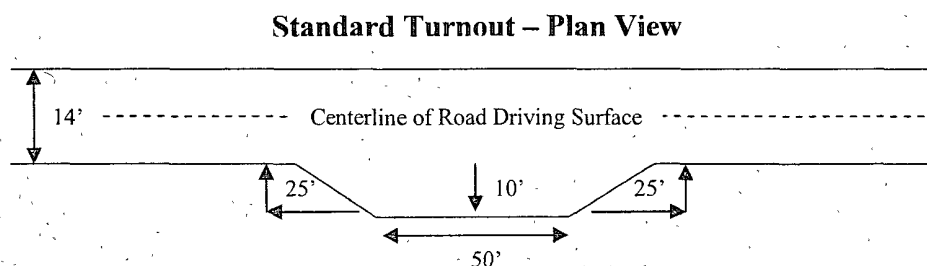 Standard Turnout – Plan View
14’
Centerline of Road Driving Surface
25’
10’
25’
50’